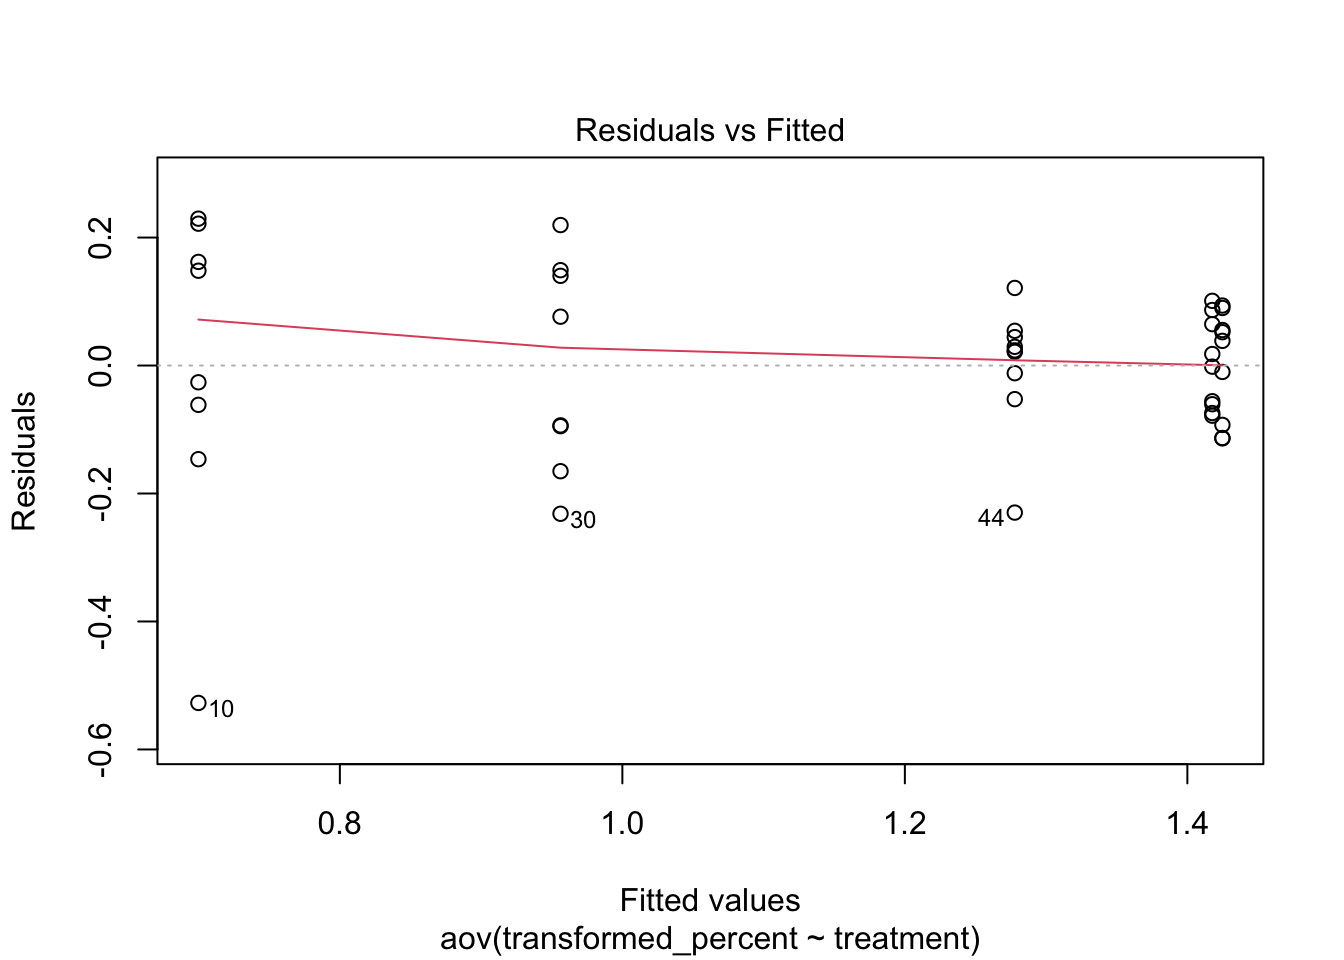 Residuals vs Fitted
Residuals
0.2
0.0
-0.2
-0.4
-0.6
30
44
10
0.8 1.0 1.2 1.4
Fitted values
aov(transformed_percent ~ treatment)